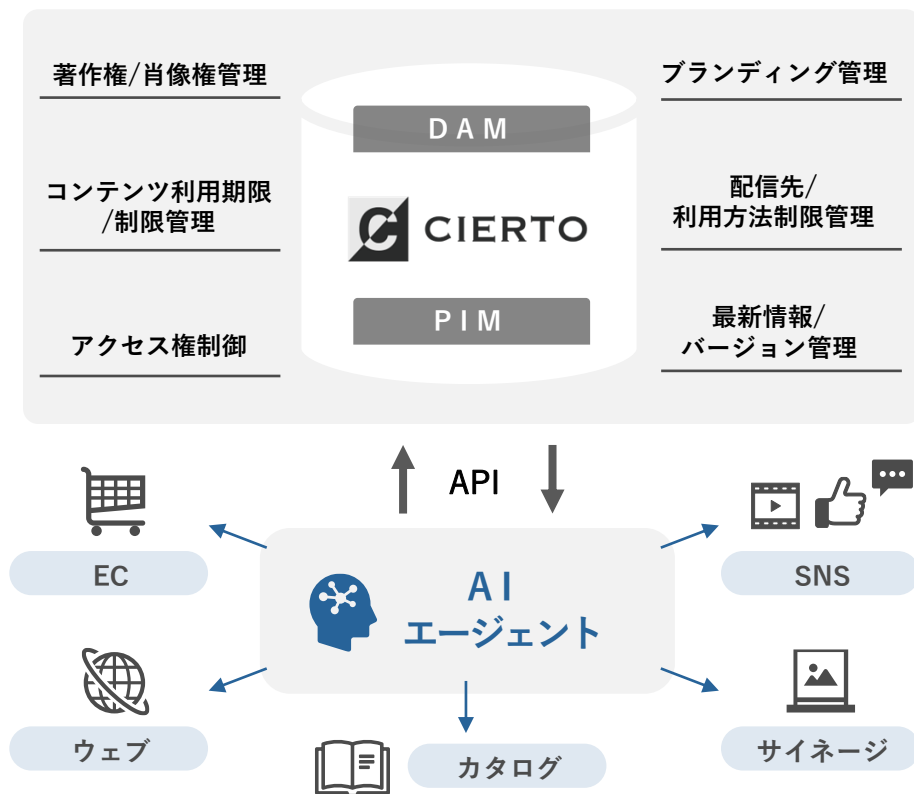 著作権/肖像権管理
コンテンツ利用期限
/制限管理
アクセス権制御
DAM
CIERTO
PIM
ブランディング管理
配信先/
利用方法制限管理
最新情報/
バージョン管理
API
EC
SNS
AI
エージェント
ウェブ
カタログ
サイネージ